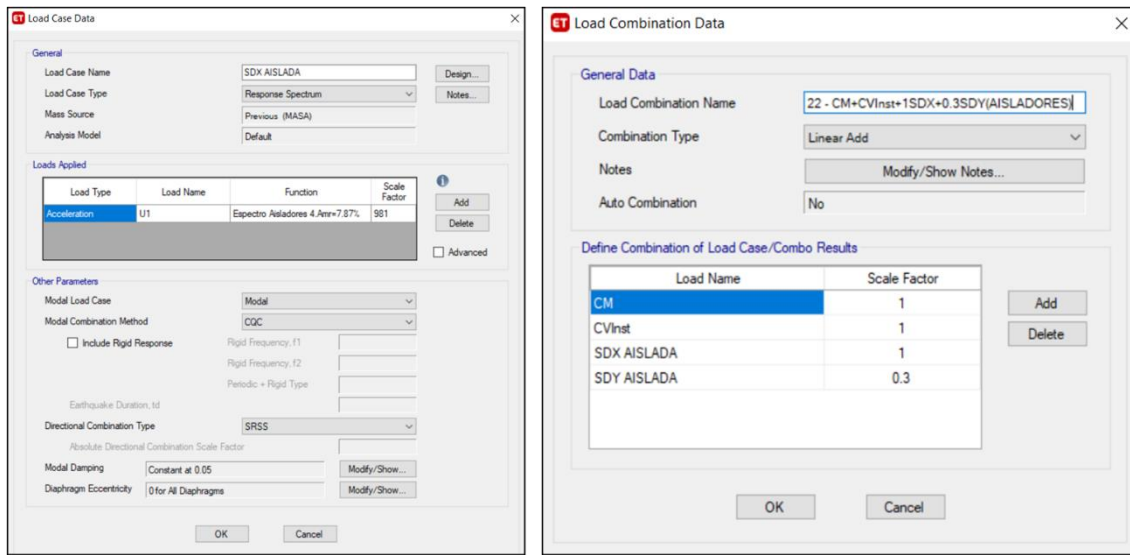 ET Load Case Data
General
Load Case Name SDX AISLADA Design...
Load Case Type Response Spectrum Notes...
Mass Source Previous (MASA)
Analysis Model Default
Loads Applied
Load Type Load Name Function Scale Factor
Acceleration U1 Espectro Aisladores 4.Amr=7.87% 981
Add
Delete
Advanced
Other Parameters
Modal Load Case Modal
Modal Combination Method CQC
Include Rigid Response Rigid Frequency, f1
Rigid Frequency, f2
Periodic + Rigid Type
Earthquake Duration, td
Directional Combination Type SRSS
Absolute Directional Combination Scale Factor
Modal Damping Constant at 0.05 Modify/Show...
Diaphragm Eccentricity 0 for All Diaphragms Modify/Show...
OK Cancel
ET Load Combination Data
General Data
Load Combination Name 22 - CM+CVInst+1SDX+0.3SDY(AISLADORES)
Combination Type Linear Add
Notes Modify/Show Notes...
Auto Combination No
Define Combination of Load Case/Combo Results
Load Name Scale Factor
CM 1 Add
CVInst 1 Delete
SDX AISLADA 1
SDY AISLADA 0.3
OK Cancel